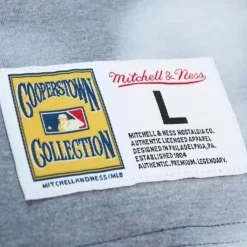 COOPERSTOWN
COLLECTION
MITCHELLANDNESS/MLB
Mitchell & Ness
L
MITCHELL & NESS NOSTALGIA CO.
AUTHENTIC LICENSED APPAREL
DESIGNED IN PHILADELPHIA, PA.
ESTABLISHED 1904
AUTHENTIC. PREMIUM. LEGENDARY.